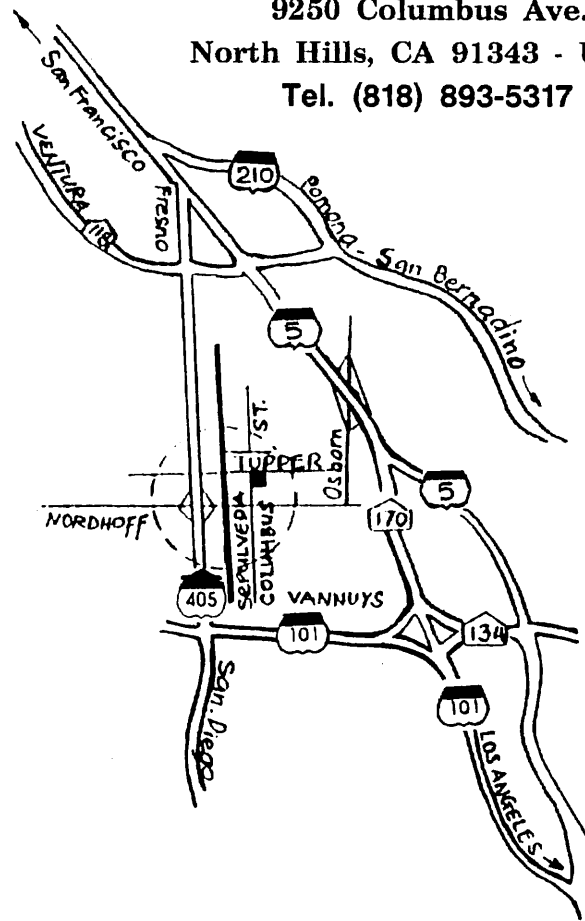 9250 Columbus Ave.
North Hills, CA 91343 - U
Tel. (818) 893-5317
San Francisco
VENTURA
118
Fresno
210
Pomona - San Bernadino
5
ST.
TUPPER
Osborn
5
NORDHOFF
SEPULVEDA
COLUMBUS
170
405
VANNUYS
101
134
San. Diego
101
LOS ANGELES